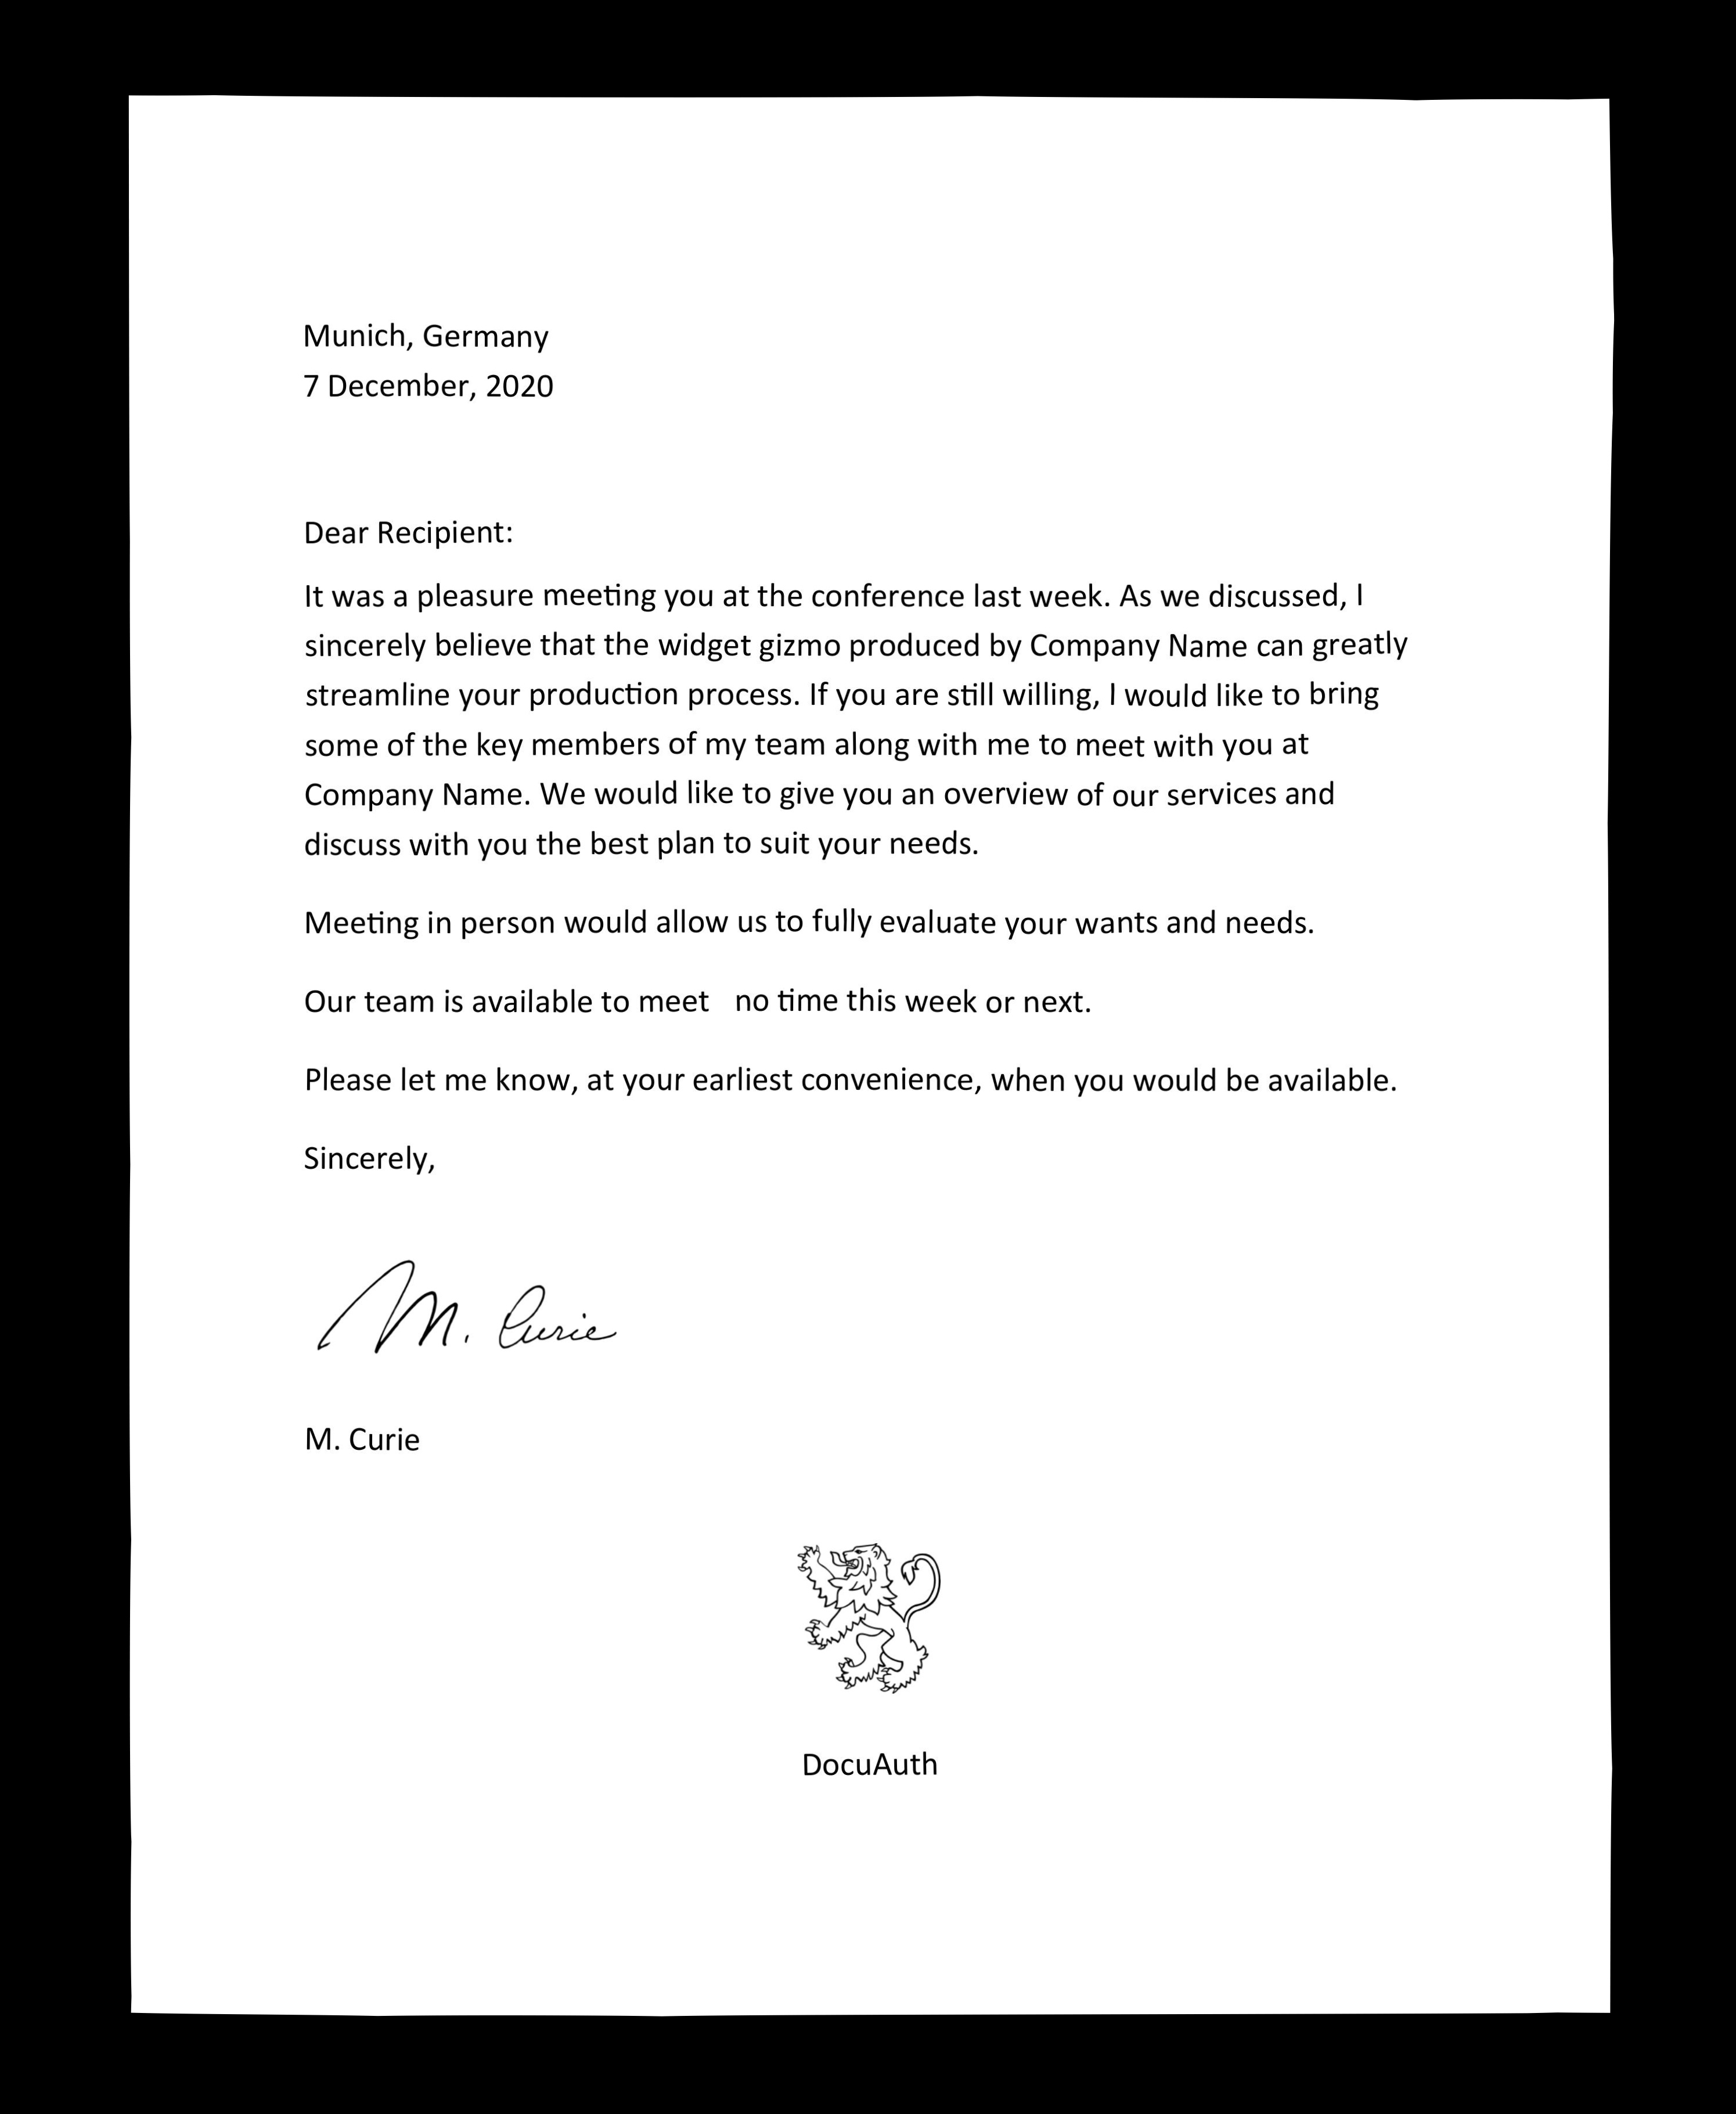 Munich, Germany
7 December, 2020
Dear Recipient:
It was a pleasure meeting you at the conference last week. As we discussed, I
sincerely believe that the widget gizmo produced by Company Name can greatly
streamline your production process. If you are still willing, I would like to bring
some of the key members of my team along with me to meet with you at
Company Name. We would like to give you an overview of our services and
discuss with you the best plan to suit your needs.
Meeting in person would allow us to fully evaluate your wants and needs.
Our team is available to meet no time this week or next.
Please let me know, at your earliest convenience, when you would be available.
Sincerely,
M. Curie
M. Curie
DocuAuth